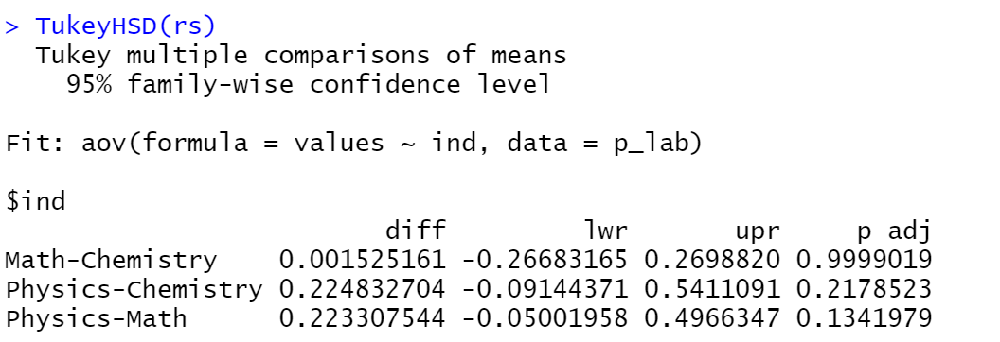 > TukeyHSD(rs)
  Tukey multiple comparisons of means
    95% family-wise confidence level

Fit: aov(formula = values ~ ind, data = p_lab)

$ind
                         diff         lwr       upr     p adj
Math-Chemistry    0.001525161 -0.26683165 0.2698820 0.9999019
Physics-Chemistry 0.224832704 -0.09144371 0.5411091 0.2178523
Physics-Math      0.223307544 -0.05001958 0.4966347 0.1341979